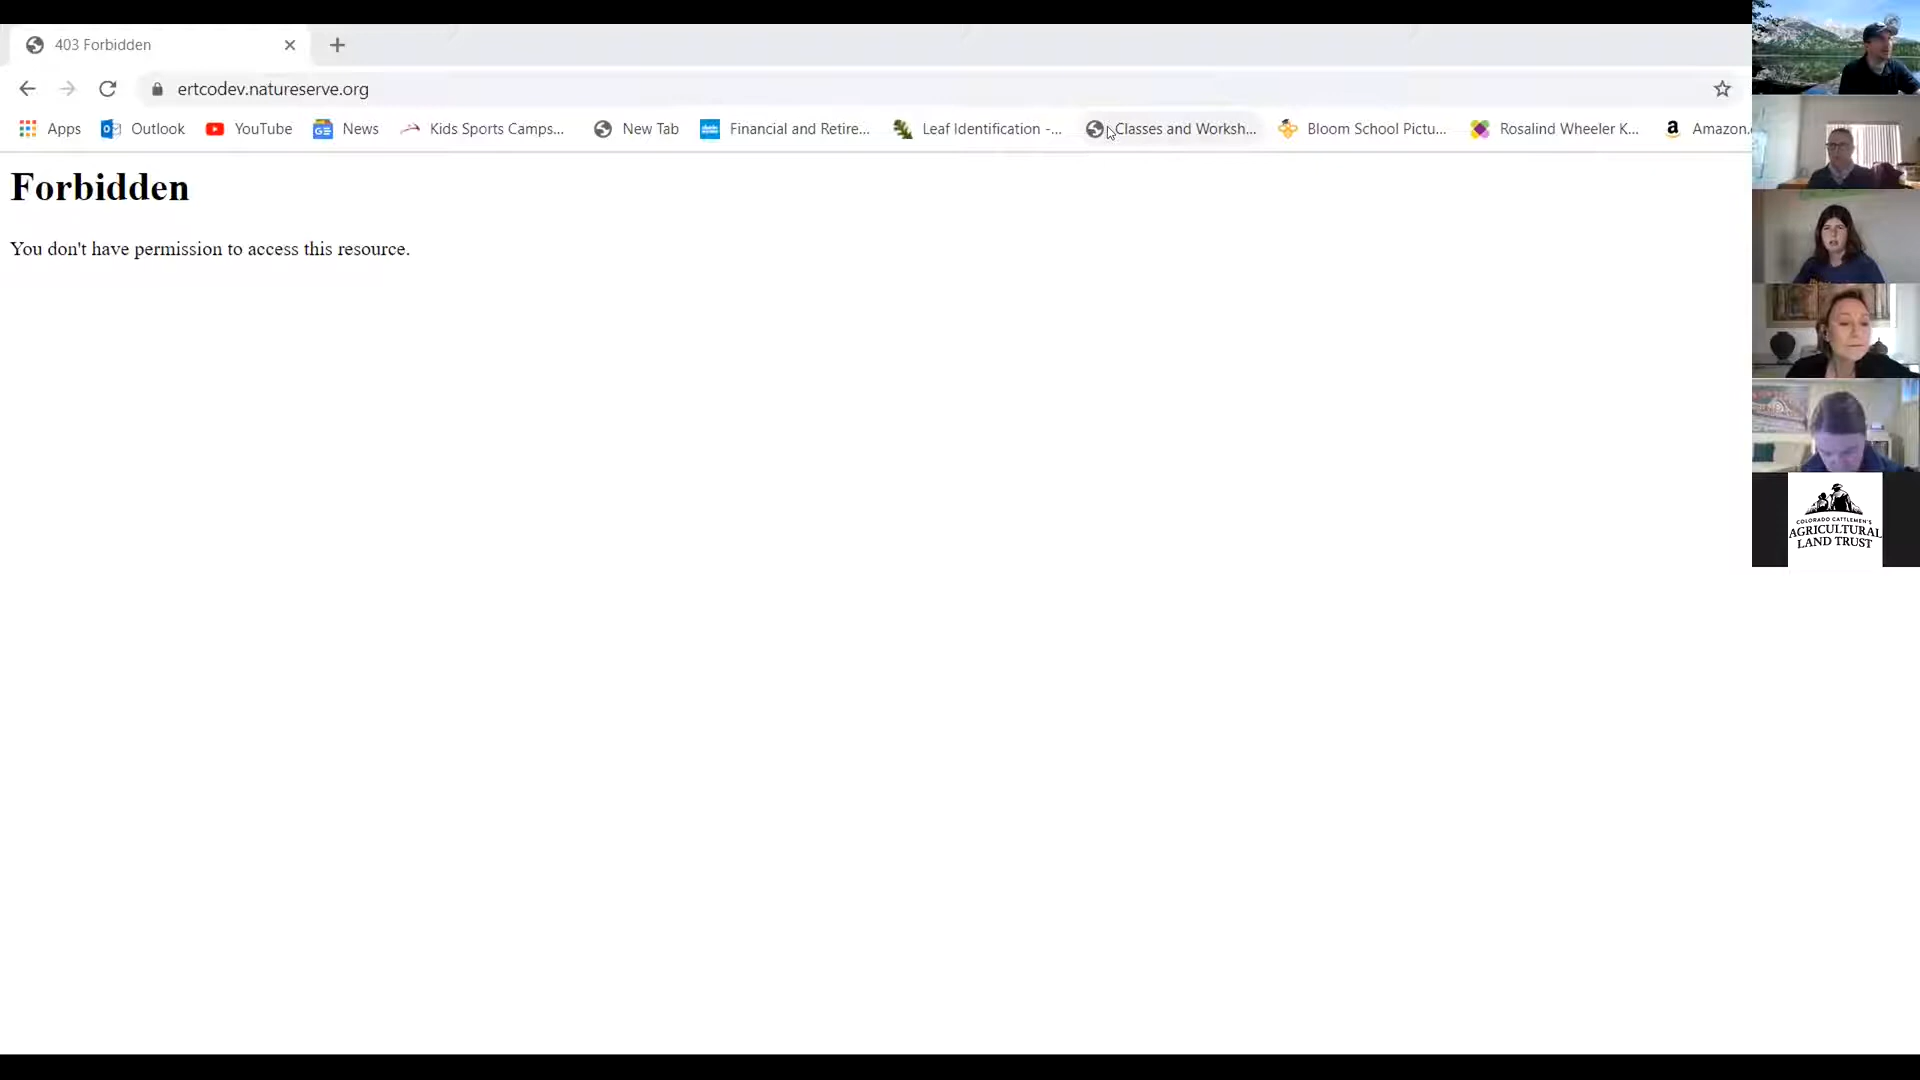 403 Forbidden
ertcodev.natureserve.org
Apps Outlook YouTube News Kids Sports Camps... New Tab Financial and Retire... Leaf Identification -... Classes and Worksh... Bloom School Pictu... Rosalind Wheeler K... Amazon.
Forbidden
You don't have permission to access this resource.
COLORADO CATTLEMEN'S
AGRICULTURAL
LAND TRUST